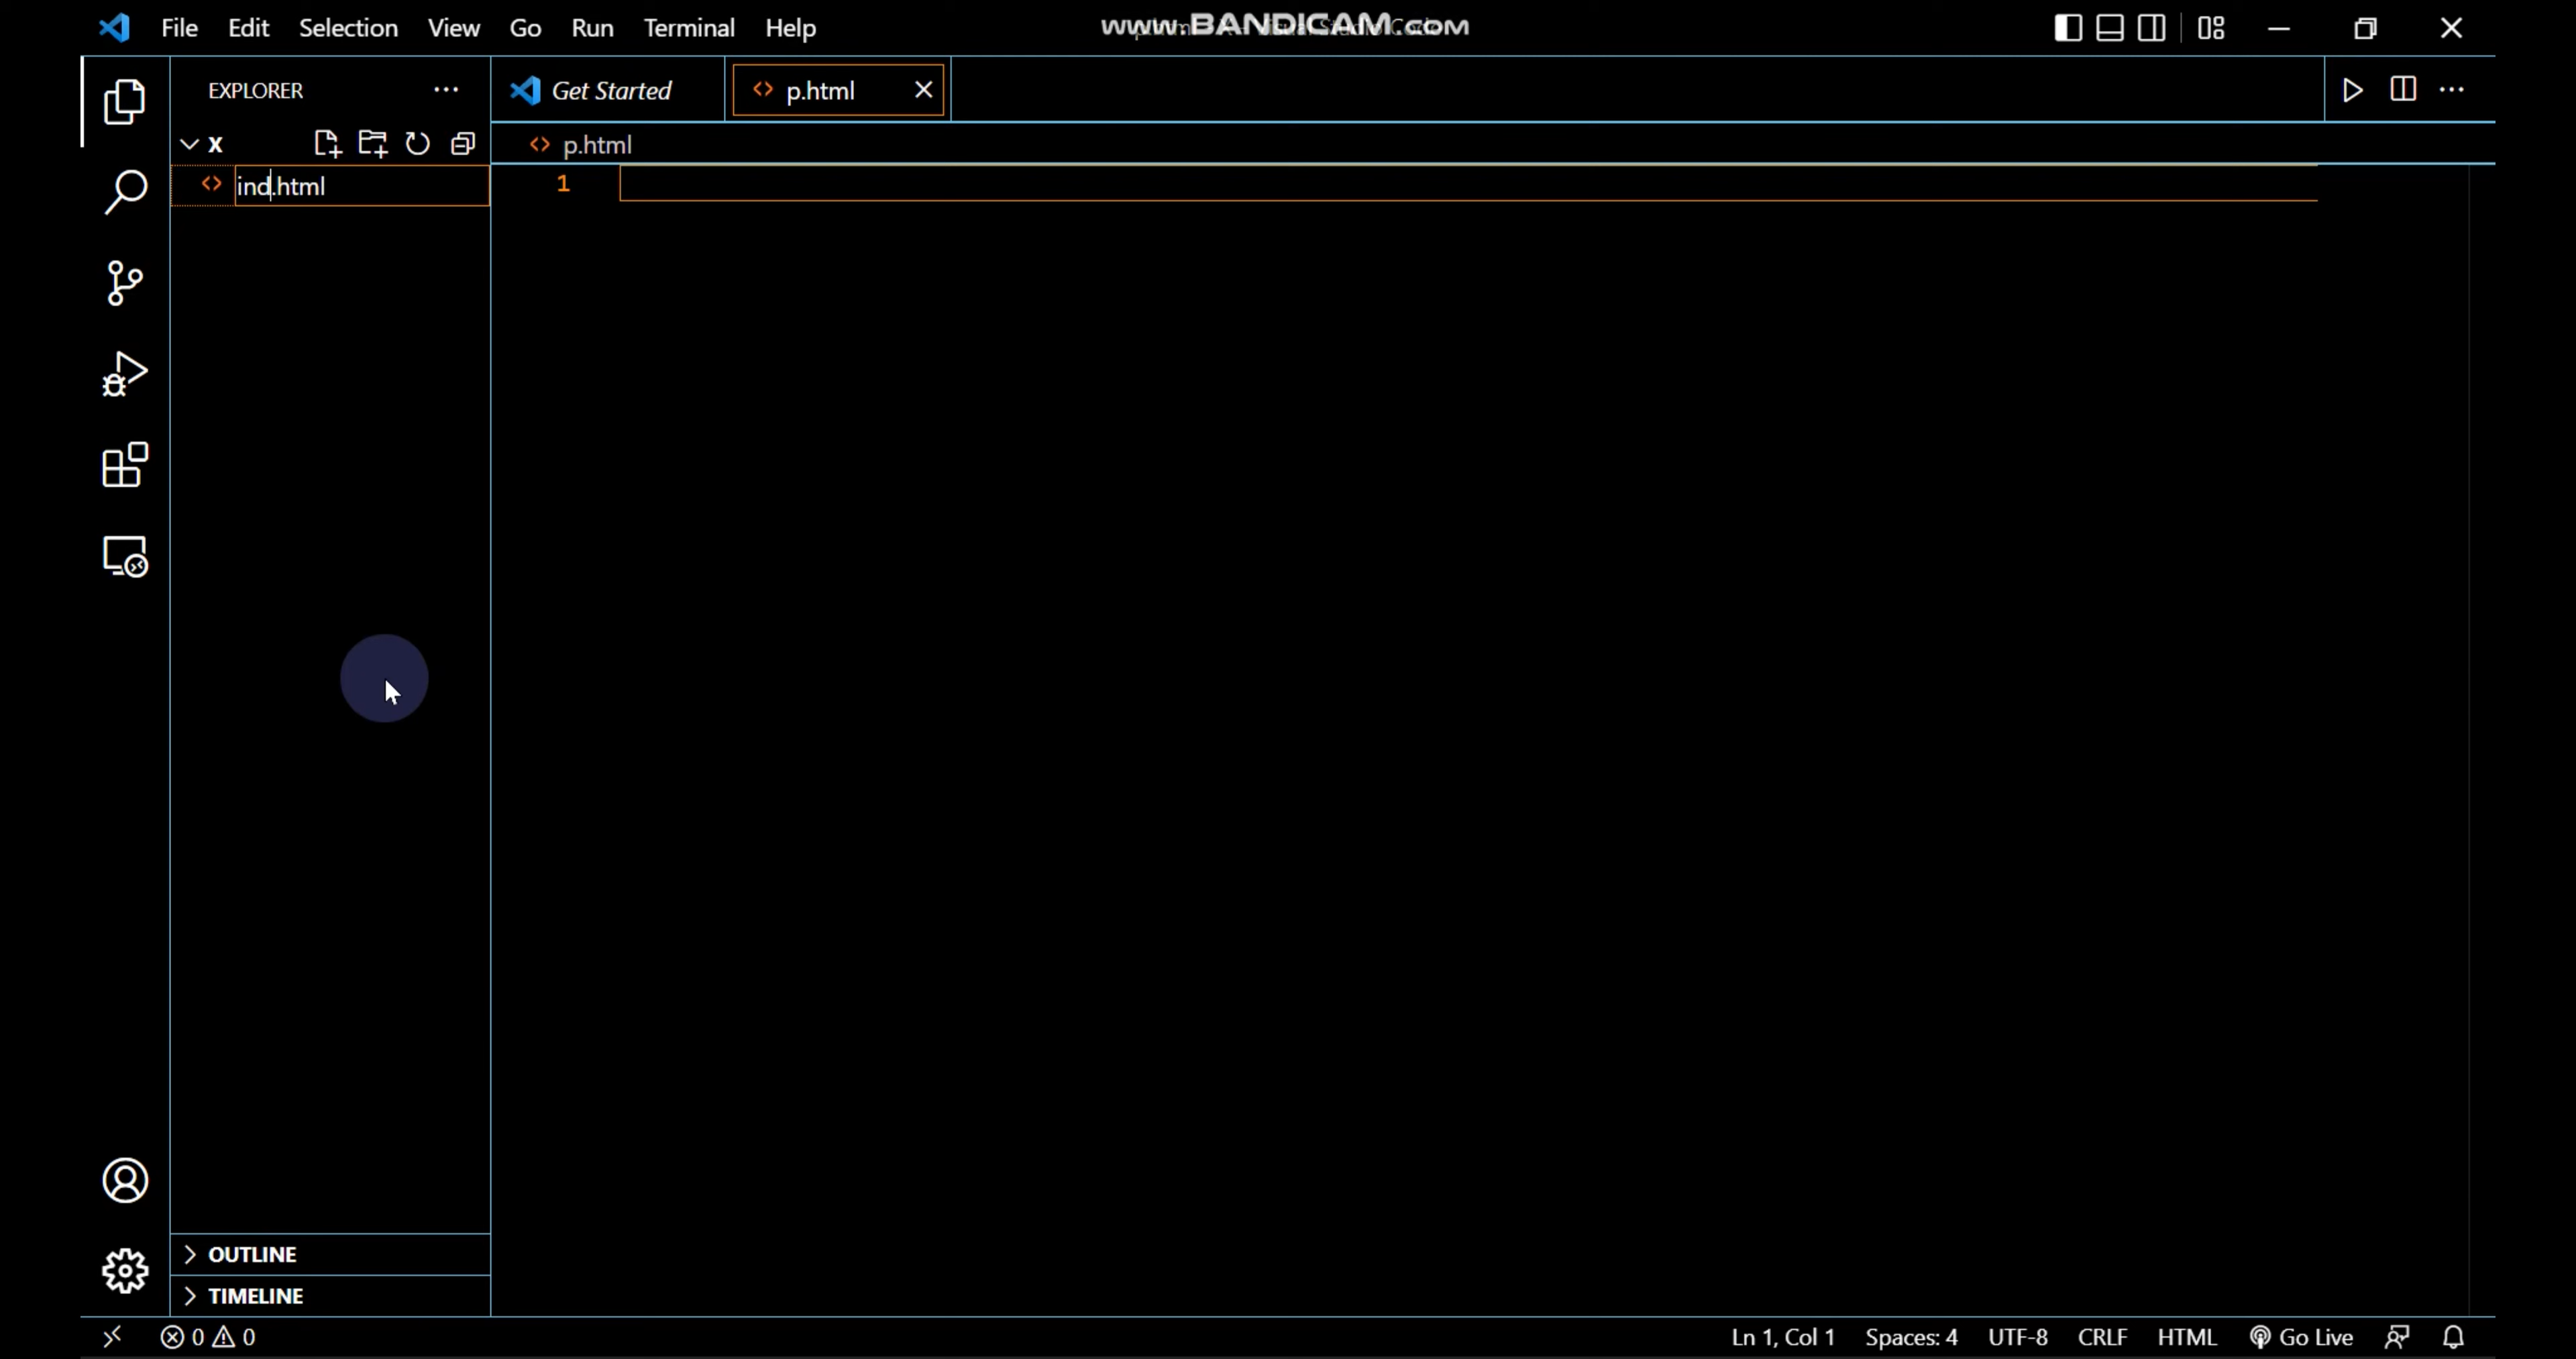 File Edit Selection View Go Run Terminal Help
www.BANDICAM.com
EXPLORER
Get Started
p.html
X
p.html
ind.html
1
OUTLINE
TIMELINE
0 0
Ln 1, Col 1 Spaces: 4 UTF-8 CRLF HTML Go Live